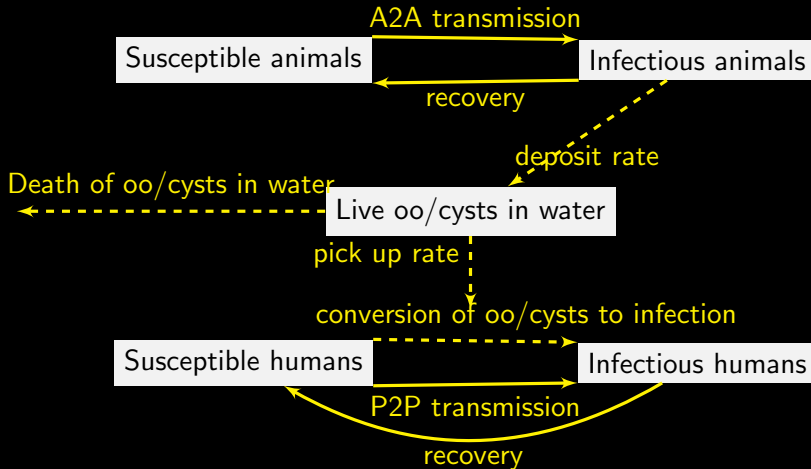 A2A transmission
Susceptible animals
Infectious animals
recovery
deposit rate
Death of oo/cysts in water
Live oo/cysts in water
pick up rate
conversion of oo/cysts to infection
Susceptible humans
Infectious humans
P2P transmission
recovery